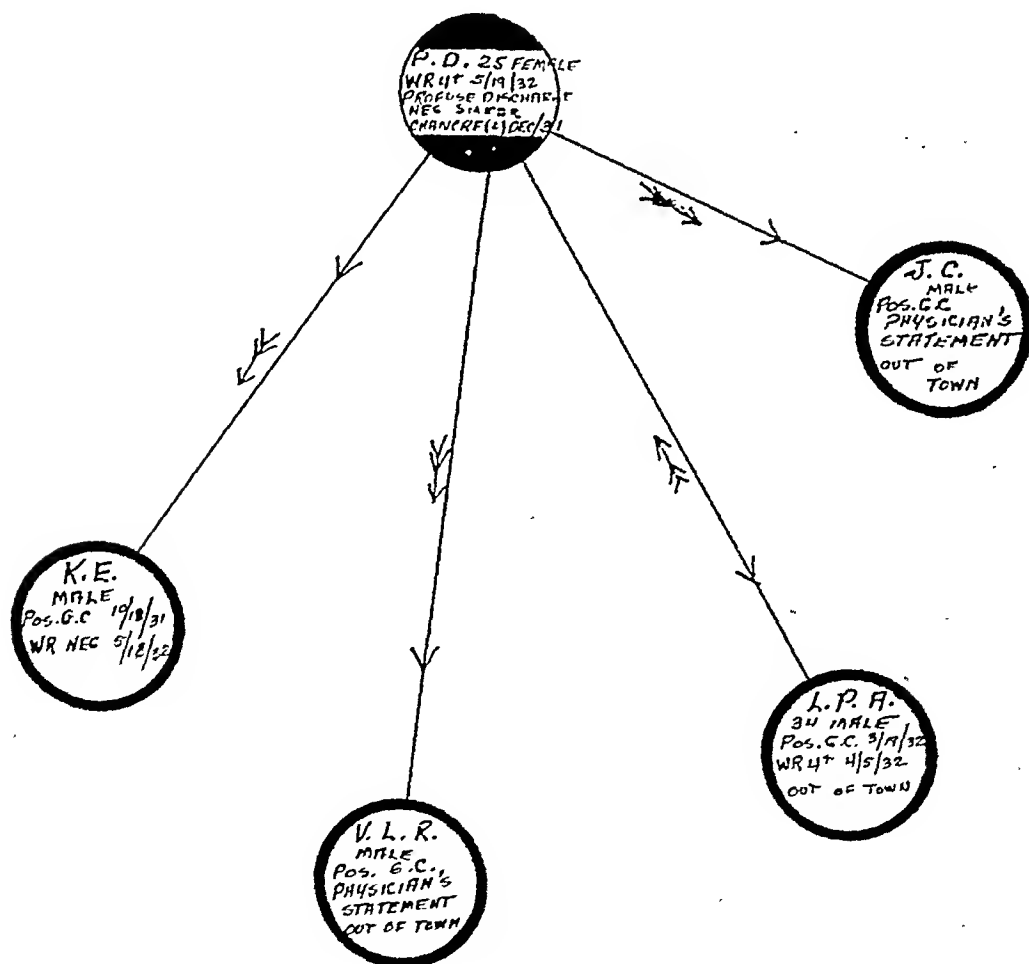 P.D. 25 FEMALE
WR 4+ 5/19/32
PROFUSE DISCHARGE
NEG SMEAR
CHANCRE (L) DEC/31
J. C.
MALE
POS. G.C
PHYSICIAN'S
STATEMENT
OUT OF
TOWN
K. E.
MALE
POS. G.C 10/18/31
WR NEG 5/18/32
L. P. A.
34 MALE
POS. G.C. 3/19/32
WR 4+ 4/5/32
OUT OF TOWN
V. L. R.
MALE
POS. G.C.,
PHYSICIAN'S
STATEMENT
OUT OF TOWN